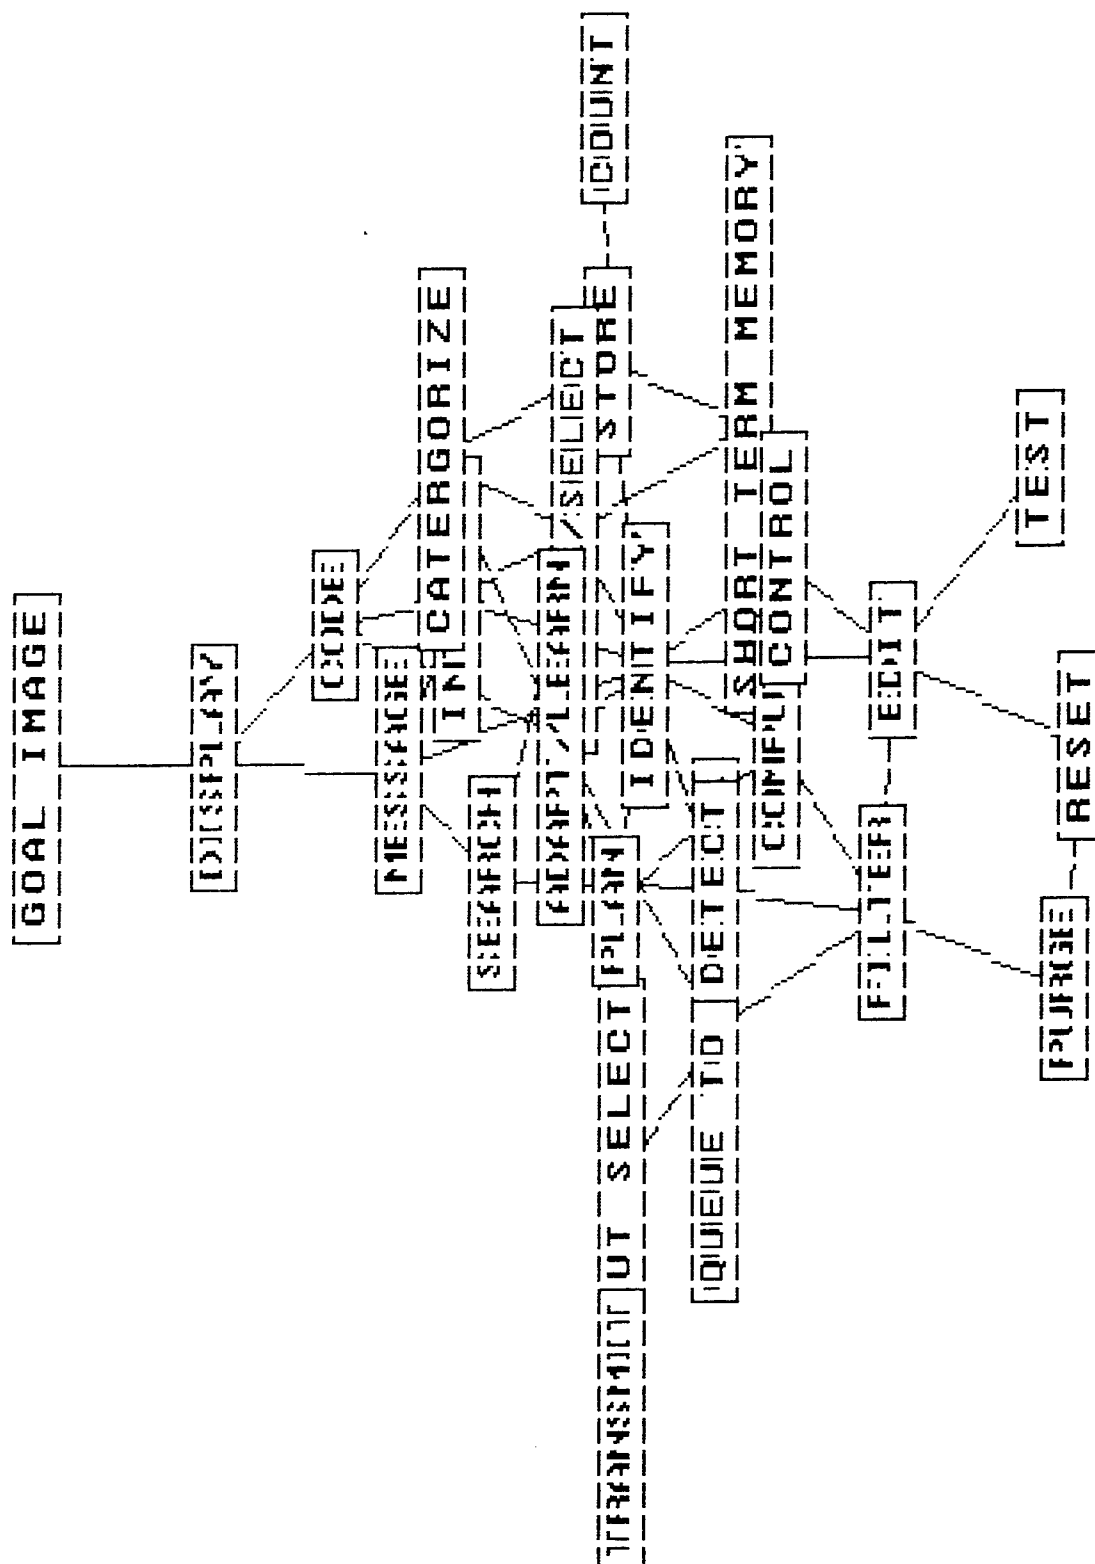 GOAL IMAGE
DISPLAY
CODE
MESSAGE
CATERGORIZE
IN
SEARCH
ADAPT/LEARN
/SELECT
PLAN
UT SELECT
TRANSMIT
IDENTIFY
STORE
COUNT
QUEUE TO
DETECT
SHORT TERM MEMORY
COMPL
CONTROL
FILTER
EDIT
TEST
PURGE
RESET